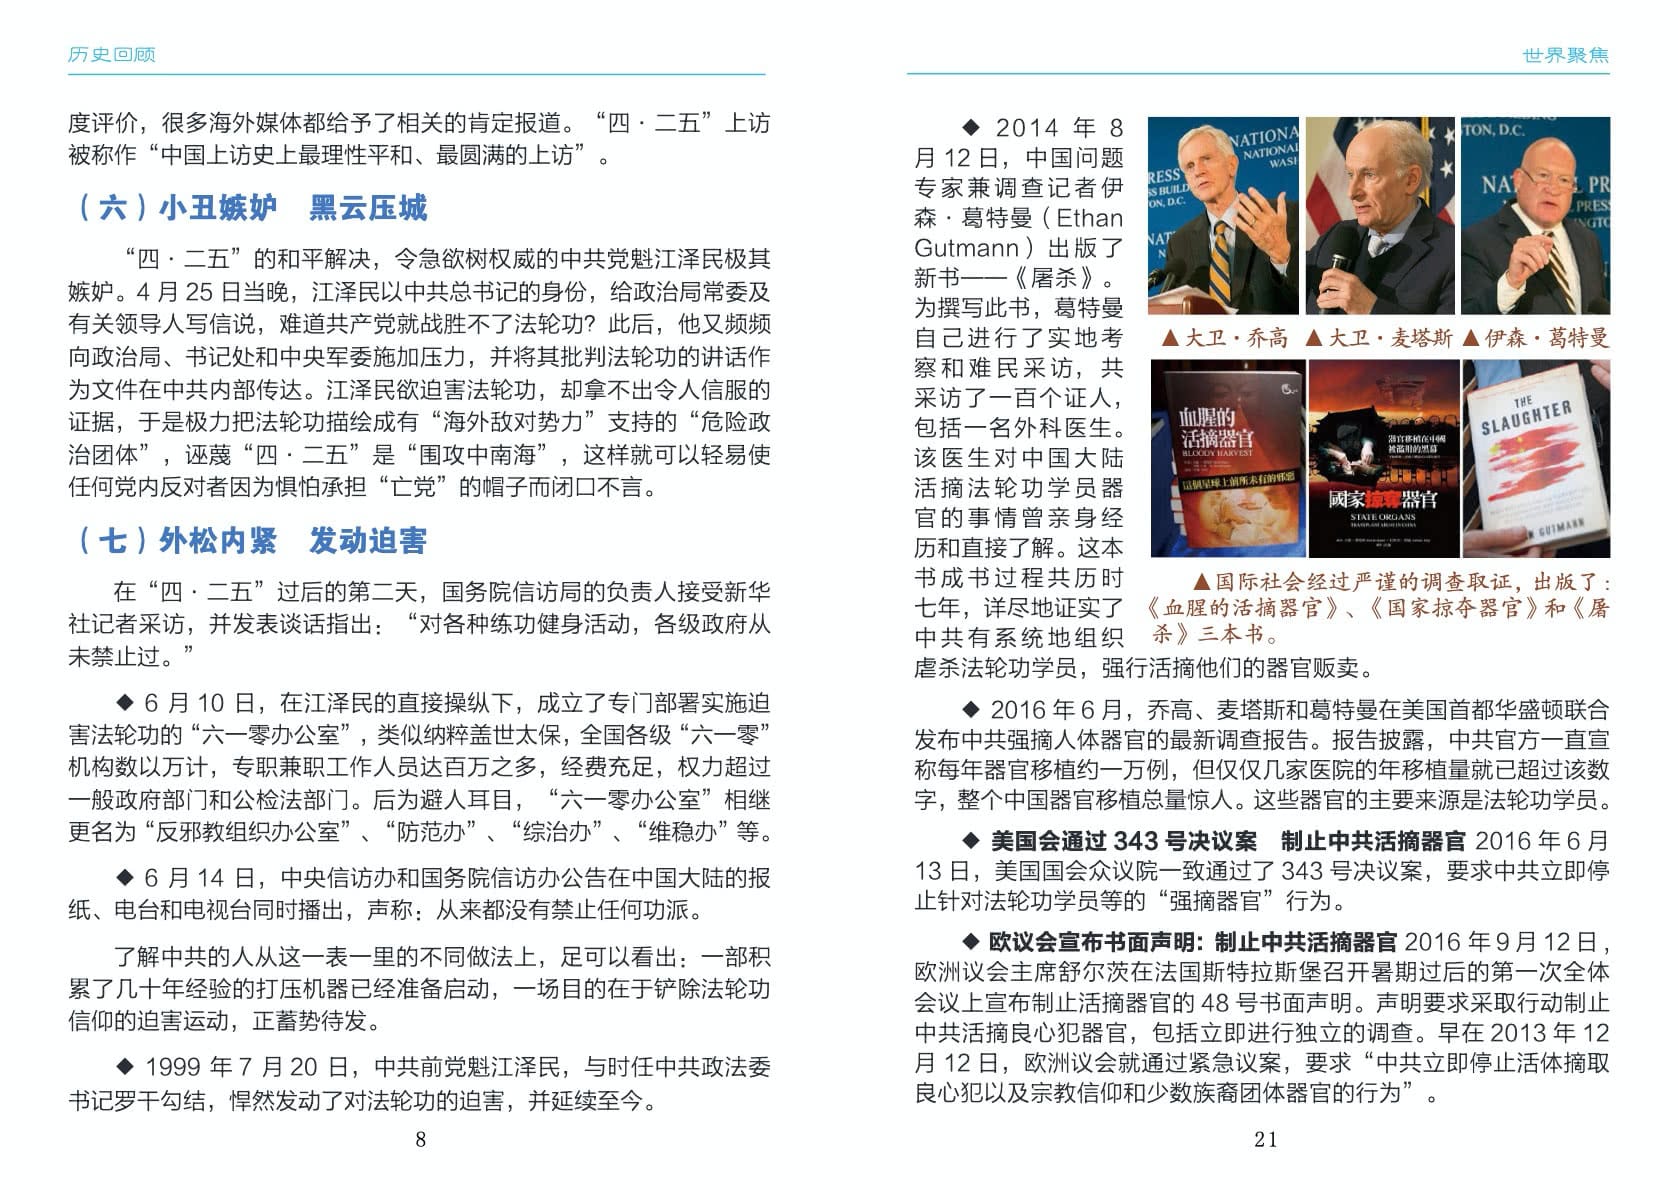 历史回顾
度评价，很多海外媒体都给予了相关的肯定报道。“四·二五”上访
被称作“中国上访史上最理性平和、最圆满的上访”。
（六）小丑嫉妒　黑云压城
“四·二五”的和平解决，令急欲树权威的中共党魁江泽民极其
嫉妒。4 月 25 日当晚，江泽民以中共总书记的身份，给政治局常委及
有关领导人写信说，难道共产党就战胜不了法轮功？此后，他又频频
向政治局、书记处和中央军委施加压力，并将其批判法轮功的讲话作
为文件在中共内部传达。江泽民欲迫害法轮功，却拿不出令人信服的
证据，于是极力把法轮功描绘成有“海外敌对势力”支持的“危险政
治团体”，诬蔑“四·二五”是“围攻中南海”，这样就可以轻易使
任何党内反对者因为惧怕承担“亡党”的帽子而闭口不言。
（七）外松内紧　发动迫害
在“四·二五”过后的第二天，国务院信访局的负责人接受新华
社记者采访，并发表谈话指出：“对各种练功健身活动，各级政府从
未禁止过。”
◆ 6 月 10 日，在江泽民的直接操纵下，成立了专门部署实施迫
害法轮功的“六一零办公室”，类似纳粹盖世太保，全国各级“六一零”
机构数以万计，专职兼职工作人员达百万之多，经费充足，权力超过
一般政府部门和公检法部门。后为避人耳目，“六一零办公室”相继
更名为“反邪教组织办公室”、“防范办”、“综治办”、“维稳办”等。
◆ 6 月 14 日，中央信访办和国务院信访办公告在中国大陆的报
纸、电台和电视台同时播出，声称：从来都没有禁止任何功派。
了解中共的人从这一表一里的不同做法上，足可以看出：一部积
累了几十年经验的打压机器已经准备启动，一场目的在于铲除法轮功
信仰的迫害运动，正蓄势待发。
◆ 1999 年 7 月 20 日，中共前党魁江泽民，与时任中共政法委
书记罗干勾结，悍然发动了对法轮功的迫害，并延续至今。
8
世界聚焦
◆ 2014 年 8
月 12 日，中国问题
专家兼调查记者伊
森·葛特曼（Ethan
Gutmann）出版了
新书——《屠杀》。
为撰写此书，葛特曼
自己进行了实地考
察和难民采访，共
采访了一百个证人，
包括一名外科医生。
该医生对中国大陆
活摘法轮功学员器
官的事情曾亲身经
历和直接了解。这本
书成书过程共历时
七年，详尽地证实了
中共有系统地组织
虐杀法轮功学员，强行活摘他们的器官贩卖。
NATIONA
NATIONAL
WASH
RESS
BUILD
ON, D.C.
NAT
TON, D.C.
NA L PR
PRESS
NGTON
▲大卫·乔高 ▲大卫·麦塔斯 ▲伊森·葛特曼
血腥的
活摘器官
BLOODY HARVEST
這個星球上前所未有的邪惡
器官移植在中國
被濫用的黑幕
國家掠奪器官
STATE ORGANS
TRANSPLANT ABUSE IN CHINA
THE
SLAUGHTER
N GUTMANN
▲国际社会经过严谨的调查取证，出版了：
《血腥的活摘器官》、《国家掠夺器官》和《屠
杀》三本书。
◆ 2016 年 6 月，乔高、麦塔斯和葛特曼在美国首都华盛顿联合
发布中共强摘人体器官的最新调查报告。报告披露，中共官方一直宣
称每年器官移植约一万例，但仅仅几家医院的年移植量就已超过该数
字，整个中国器官移植总量惊人。这些器官的主要来源是法轮功学员。
◆ 美国会通过 343 号决议案　制止中共活摘器官 2016 年 6 月
13 日，美国国会众议院一致通过了 343 号决议案，要求中共立即停
止针对法轮功学员等的“强摘器官”行为。
◆ 欧议会宣布书面声明：制止中共活摘器官 2016 年 9 月 12 日，
欧洲议会主席舒尔茨在法国斯特拉斯堡召开暑期过后的第一次全体
会议上宣布制止活摘器官的 48 号书面声明。声明要求采取行动制止
中共活摘良心犯器官，包括立即进行独立的调查。早在 2013 年 12
月 12 日，欧洲议会就通过紧急议案，要求“中共立即停止活体摘取
良心犯以及宗教信仰和少数族裔团体器官的行为”。
21